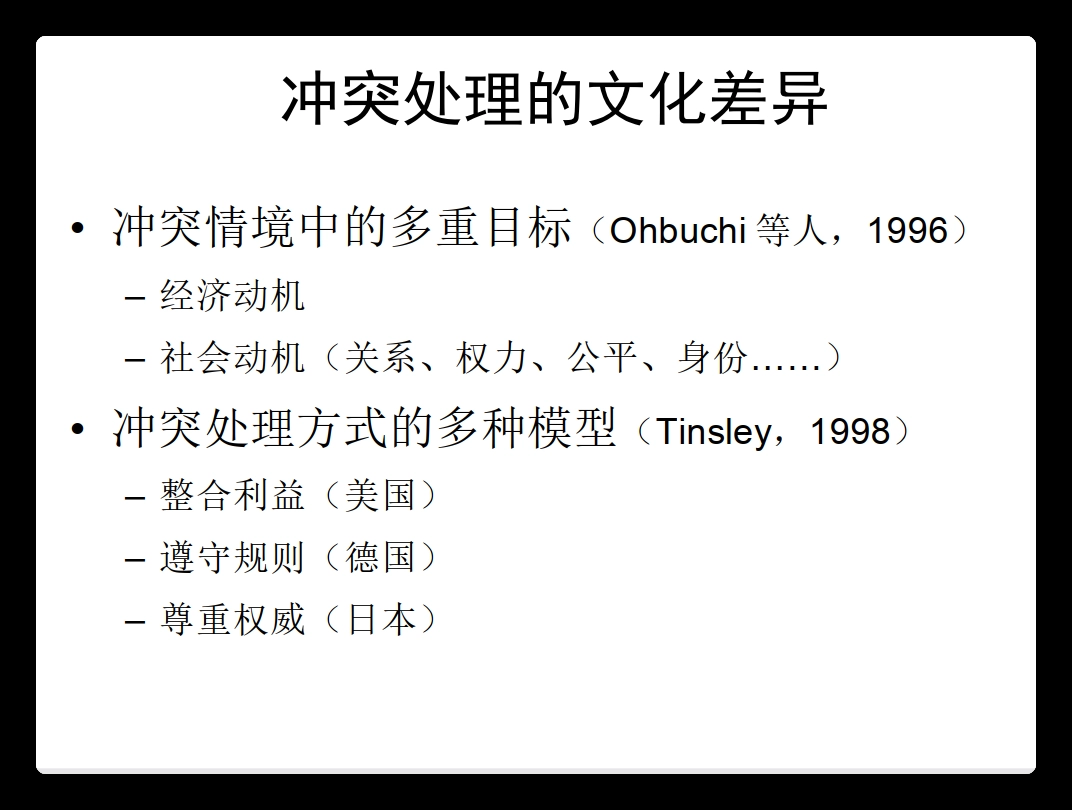 冲突处理的文化差异
• 冲突情境中的多重目标（Ohbuchi 等人，1996）
– 经济动机
– 社会动机（关系、权力、公平、身份……）
• 冲突处理方式的多种模型（Tinsley，1998）
– 整合利益（美国）
– 遵守规则（德国）
– 尊重权威（日本）